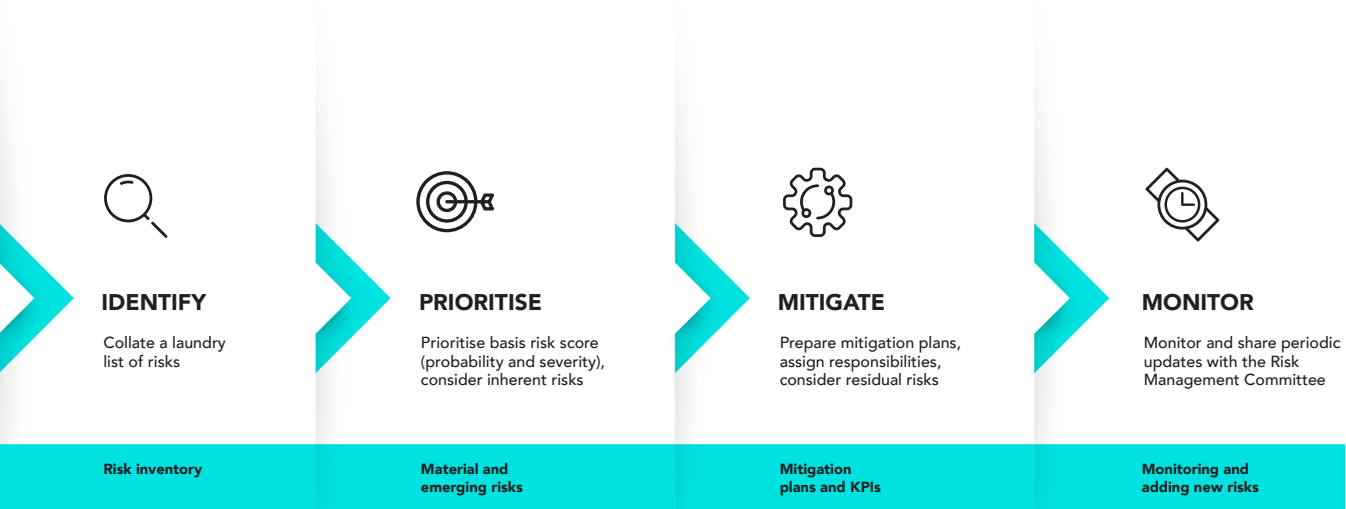 IDENTIFY
Collate a laundry
list of risks
Risk inventory
PRIORITISE
Prioritise basis risk score
(probability and severity),
consider inherent risks
Material and
emerging risks
MITIGATE
Prepare mitigation plans,
assign responsibilities,
consider residual risks
Mitigation
plans and KPIs
MONITOR
Monitor and share periodic
updates with the Risk
Management Committee
Monitoring and
adding new risks